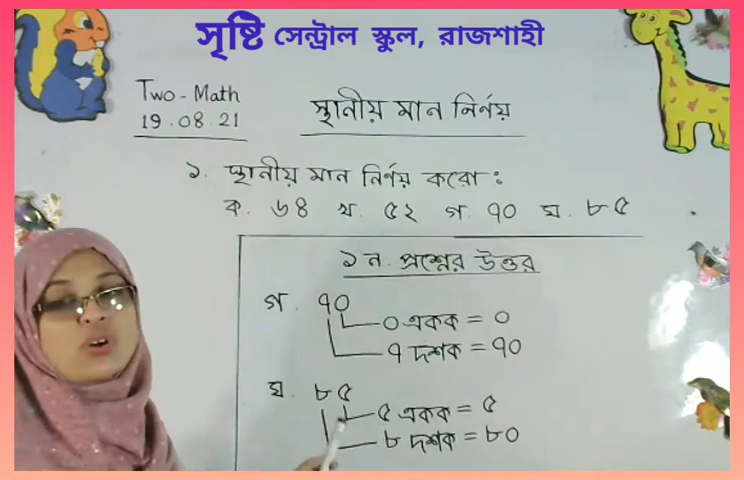 সৃষ্টি সেন্ট্রাল স্কুল, রাজশাহী
Two - Math
19.08.21
স্থানীয় মান নির্ণয়
১. স্থানীয় মান নির্ণয় করো :
ক. ৬৪ খ. ৫২ গ. ৭০ ঘ. ৮৫
১ন. প্রশ্নের উত্তর
গ. ৭০
০ একক = ০
৭ দশক = ৭০
ঘ. ৮৫
৫ একক = ৫
৮ দশক = ৮০